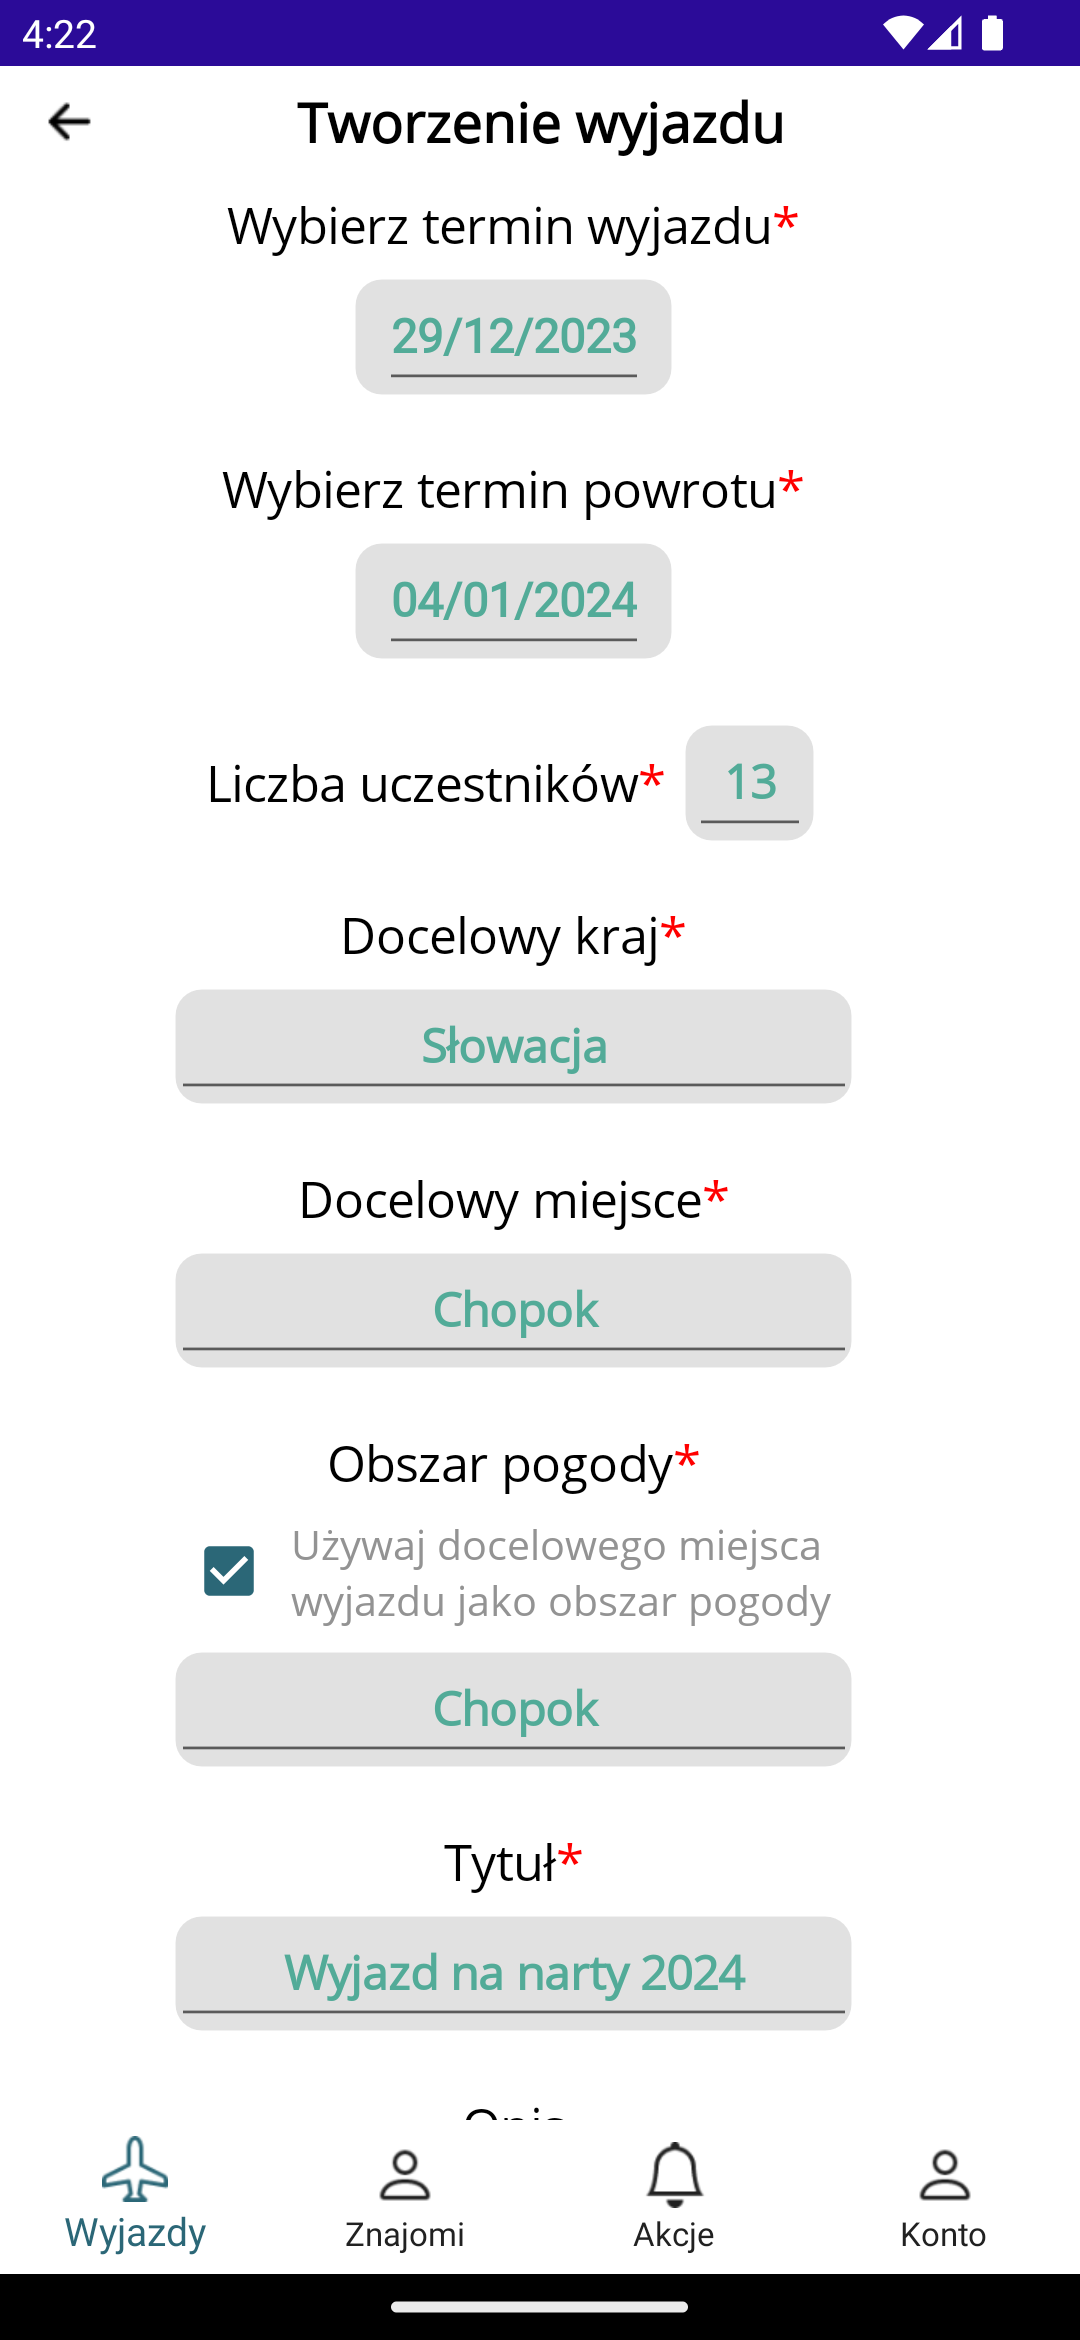 4:22
Tworzenie wyjazdu
Wybierz termin wyjazdu*
29/12/2023
Wybierz termin powrotu*
04/01/2024
Liczba uczestników* 13
Docelowy kraj*
Słowacja
Docelowy miejsce*
Chopok
Obszar pogody*
Używaj docelowego miejsca
wyjazdu jako obszar pogody
Chopok
Tytuł*
Wyjazd na narty 2024
Opis
Wyjazdy Znajomi Akcje Konto